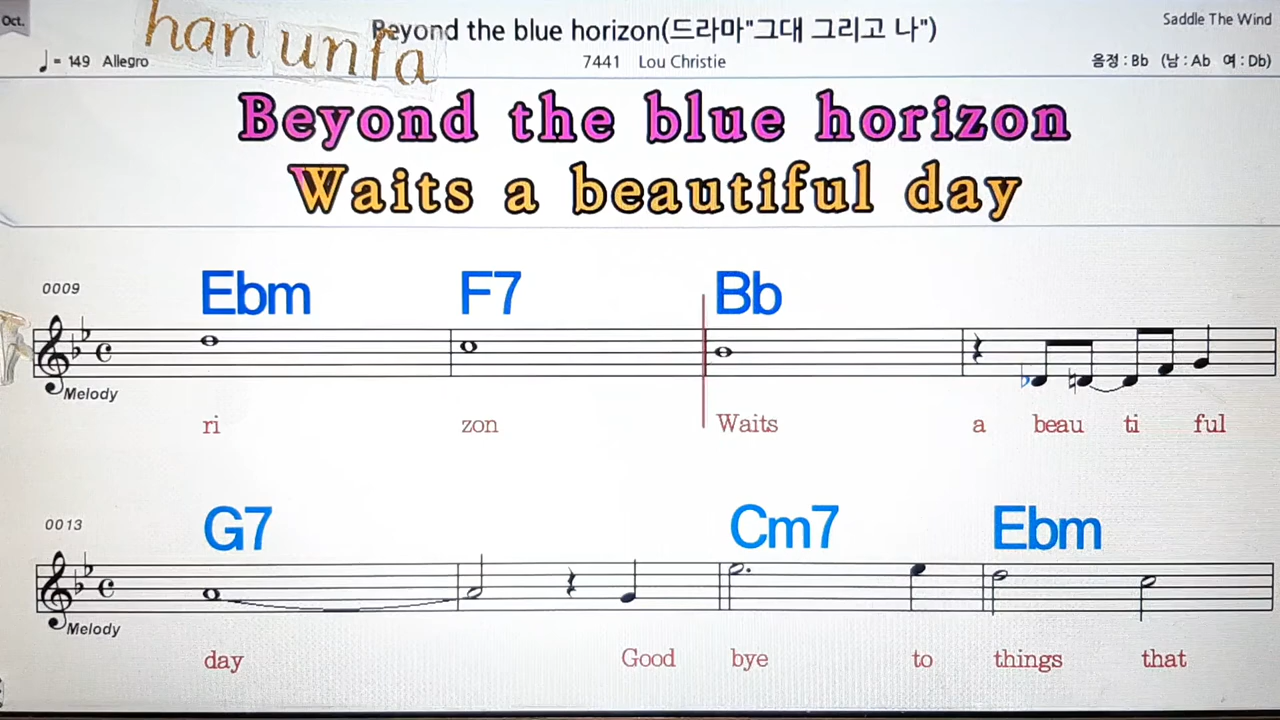 Oct.
han unfa
Beyond the blue horizon(드라마"그대 그리고 나")
Saddle The Wind
♩= 149 Allegro
7441 Lou Christie
음정 : Bb (남 : Ab 여 : Db)
Beyond the blue horizon
Waits a beautiful day
0009
Ebm F7 Bb
Melody
ri zon Waits a beau ti ful
0013
G7 Cm7 Ebm
Melody
day Good bye to things that